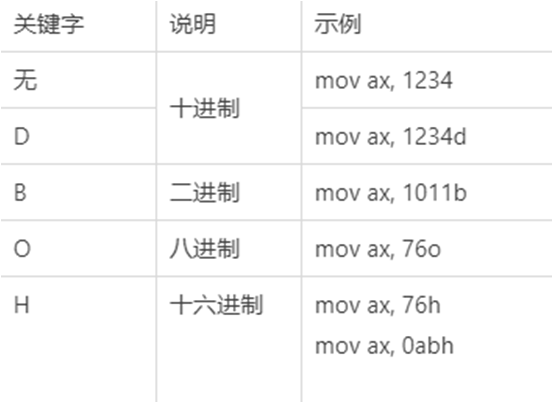 关键字 说明 示例
无 十进制 mov ax, 1234
D mov ax, 1234d
B 二进制 mov ax, 1011b
O 八进制 mov ax, 76o
H 十六进制 mov ax, 76h
mov ax, 0abh